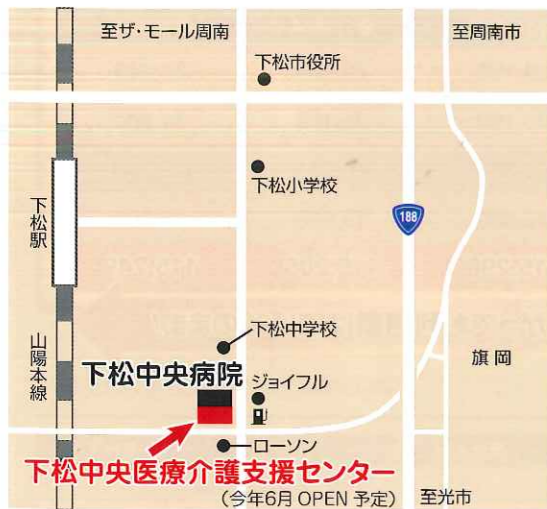 至ザ・モール周南
至周南市
下松市役所
下松小学校
下松駅
188
下松中学校
山陽本線
下松中央病院
ジョイフル
旗岡
ローソン
下松中央医療介護支援センター
(今年6月 OPEN 予定)
至光市